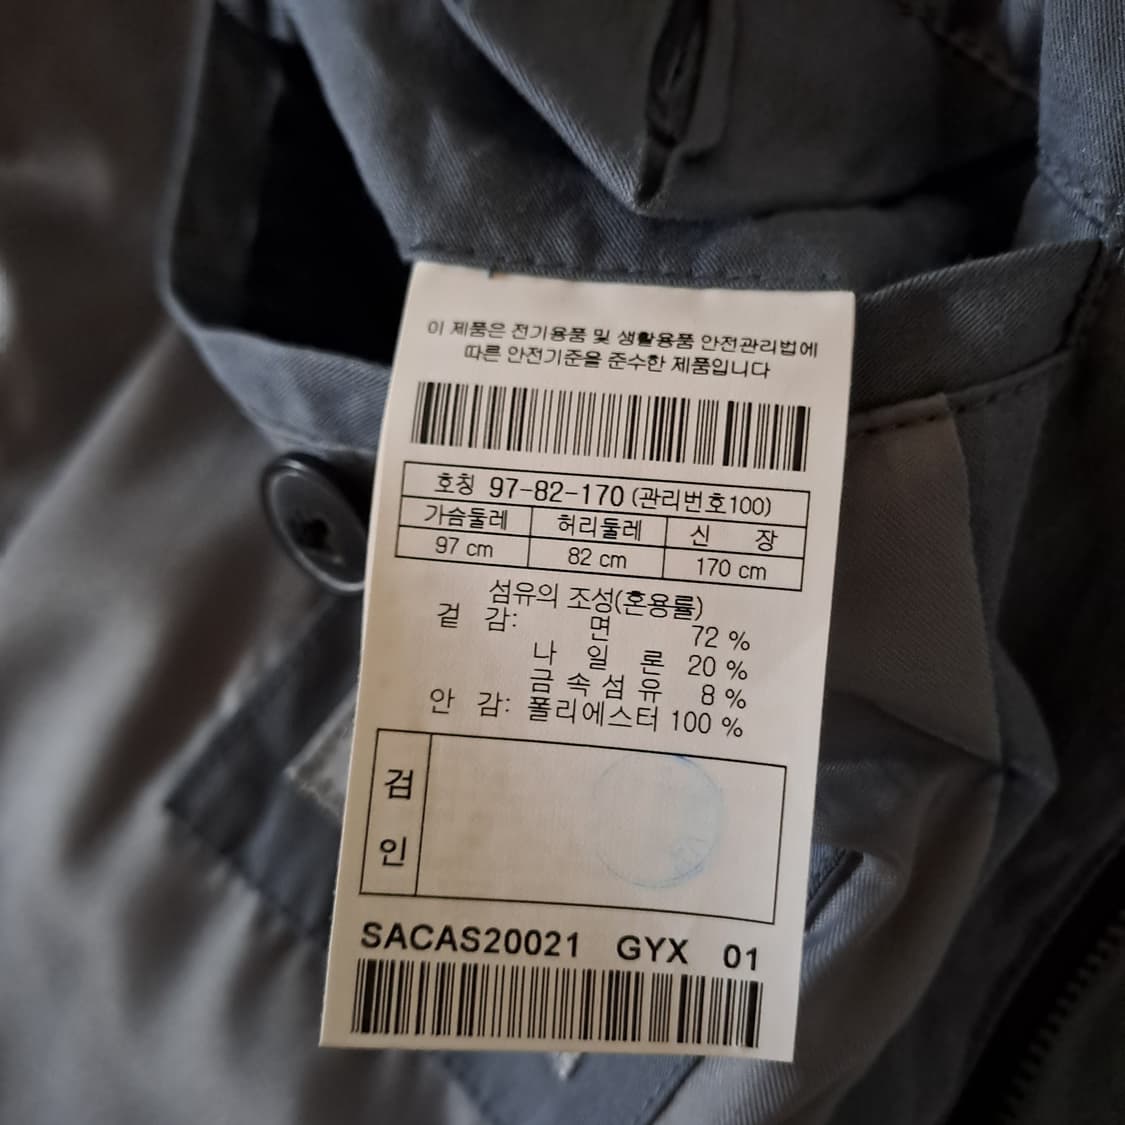 이 제품은 전기용품 및 생활용품 안전관리법에
따른 안전기준을 준수한 제품입니다
호칭 97-82-170 (관리번호100)
가슴둘레 허리둘레 신 장
97 cm 82 cm 170 cm
섬유의 조성(혼용률)
겉 감: 면 72 %
나 일 론 20 %
금 속 섬 유 8 %
안 감: 폴리에스터 100 %
검
인
SACAS20021 GYX 01